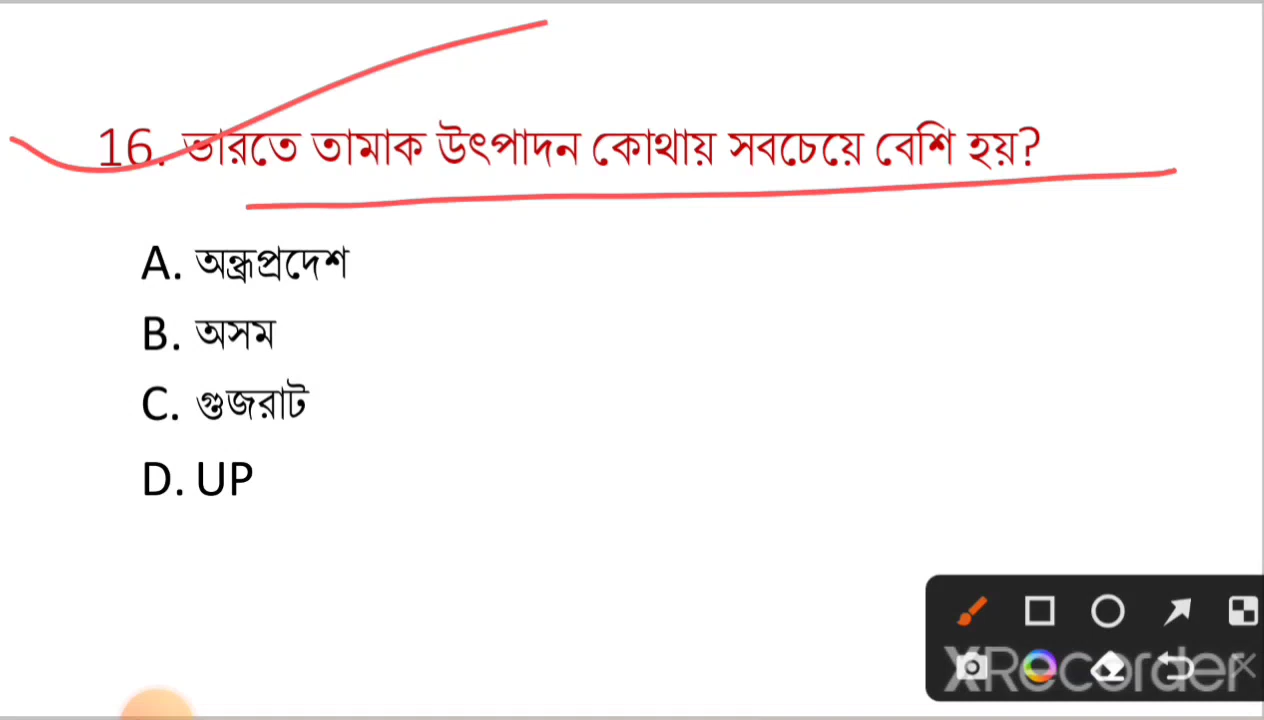 16. ভারতে তামাক উৎপাদন কোথায় সবচেয়ে বেশি হয়?
A. অন্ধ্রপ্রদেশ
B. অসম
C. গুজরাট
D. UP
XRecorder